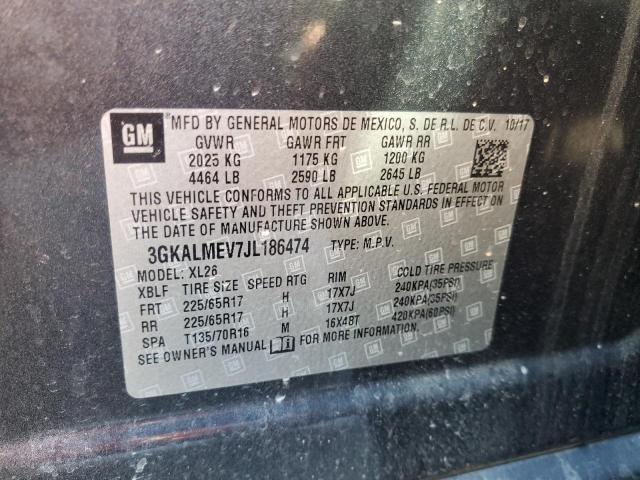 GM
MFD BY GENERAL MOTORS DE MEXICO, S. DE R.L. DE C.V. 10/17
GVWR GAWR FRT GAWR RR
2025 KG 1175 KG 1200 KG
4464 LB 2590 LB 2645 LB
THIS VEHICLE CONFORMS TO ALL APPLICABLE U.S. FEDERAL MOTOR
VEHICLE SAFETY AND THEFT PREVENTION STANDARDS IN EFFECT ON
THE DATE OF MANUFACTURE SHOWN ABOVE.
3GKALMEV7JL186474 TYPE: M.P.V.
MODEL: XL26
XBLF TIRE SIZE SPEED RTG RIM COLD TIRE PRESSURE
FRT 225/65R17 H 17X7J 240KPA(35PSI)
RR 225/65R17 H 17X7J 240KPA(35PSI)
SPA T135/70R16 M 16X4BT 420KPA(60PSI)
SEE OWNER'S MANUAL FOR MORE INFORMATION.